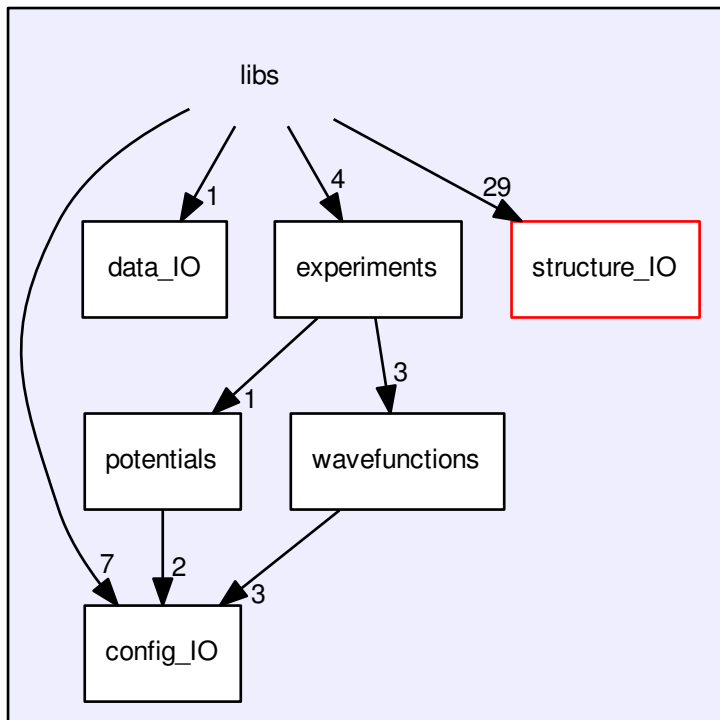 libs
1
4
29
data_IO
experiments
structure_IO
1
3
potentials
wavefunctions
7
2
3
config_IO